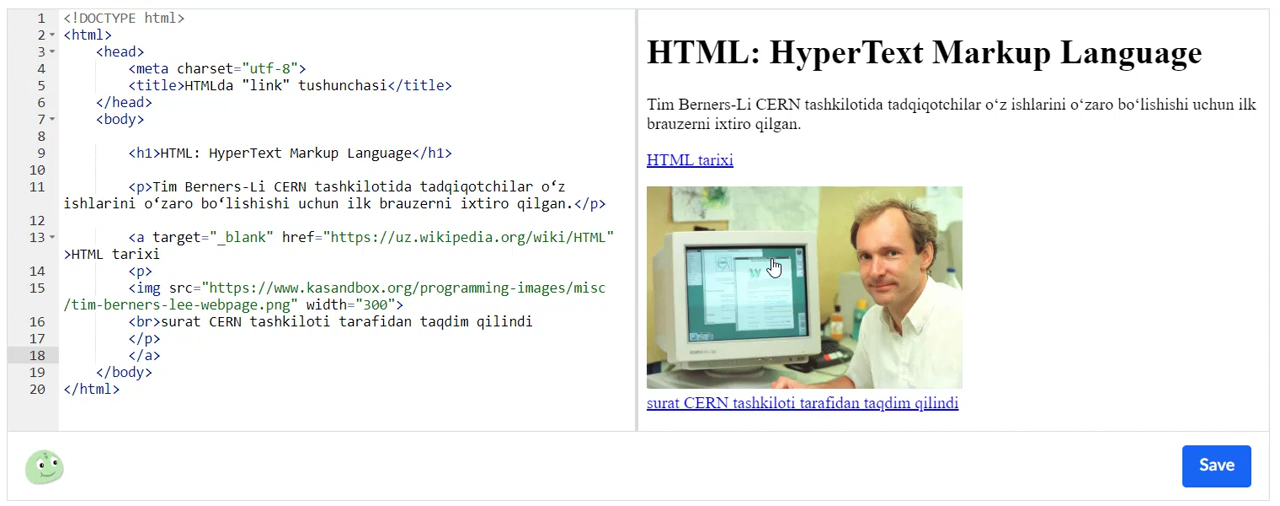 1 <!DOCTYPE html>
2 <html>
3 <head>
4 <meta charset="utf-8">
5 <title>HTMLda "link" tushunchasi</title>
6 </head>
7 <body>
8
9 <h1>HTML: HyperText Markup Language</h1>
10
11 <p>Tim Berners-Li CERN tashkilotida tadqiqotchilar oʻz
ishlarini oʻzaro boʻlishishi uchun ilk brauzerni ixtiro qilgan.</p>
12
13 <a target="_blank" href="https://uz.wikipedia.org/wiki/HTML"
>HTML tarixi
14 <p>
15 <img src="https://www.kasandbox.org/programming-images/misc
/tim-berners-lee-webpage.png" width="300">
16 <br>surat CERN tashkiloti tarafidan taqdim qilindi
17 </p>
18 </a>
19 </body>
20 </html>
HTML: HyperText Markup Language
Tim Berners-Li CERN tashkilotida tadqiqotchilar oʻz ishlarini oʻzaro boʻlishishi uchun ilk
brauzerni ixtiro qilgan.
HTML tarixi
W
surat CERN tashkiloti tarafidan taqdim qilindi
Save